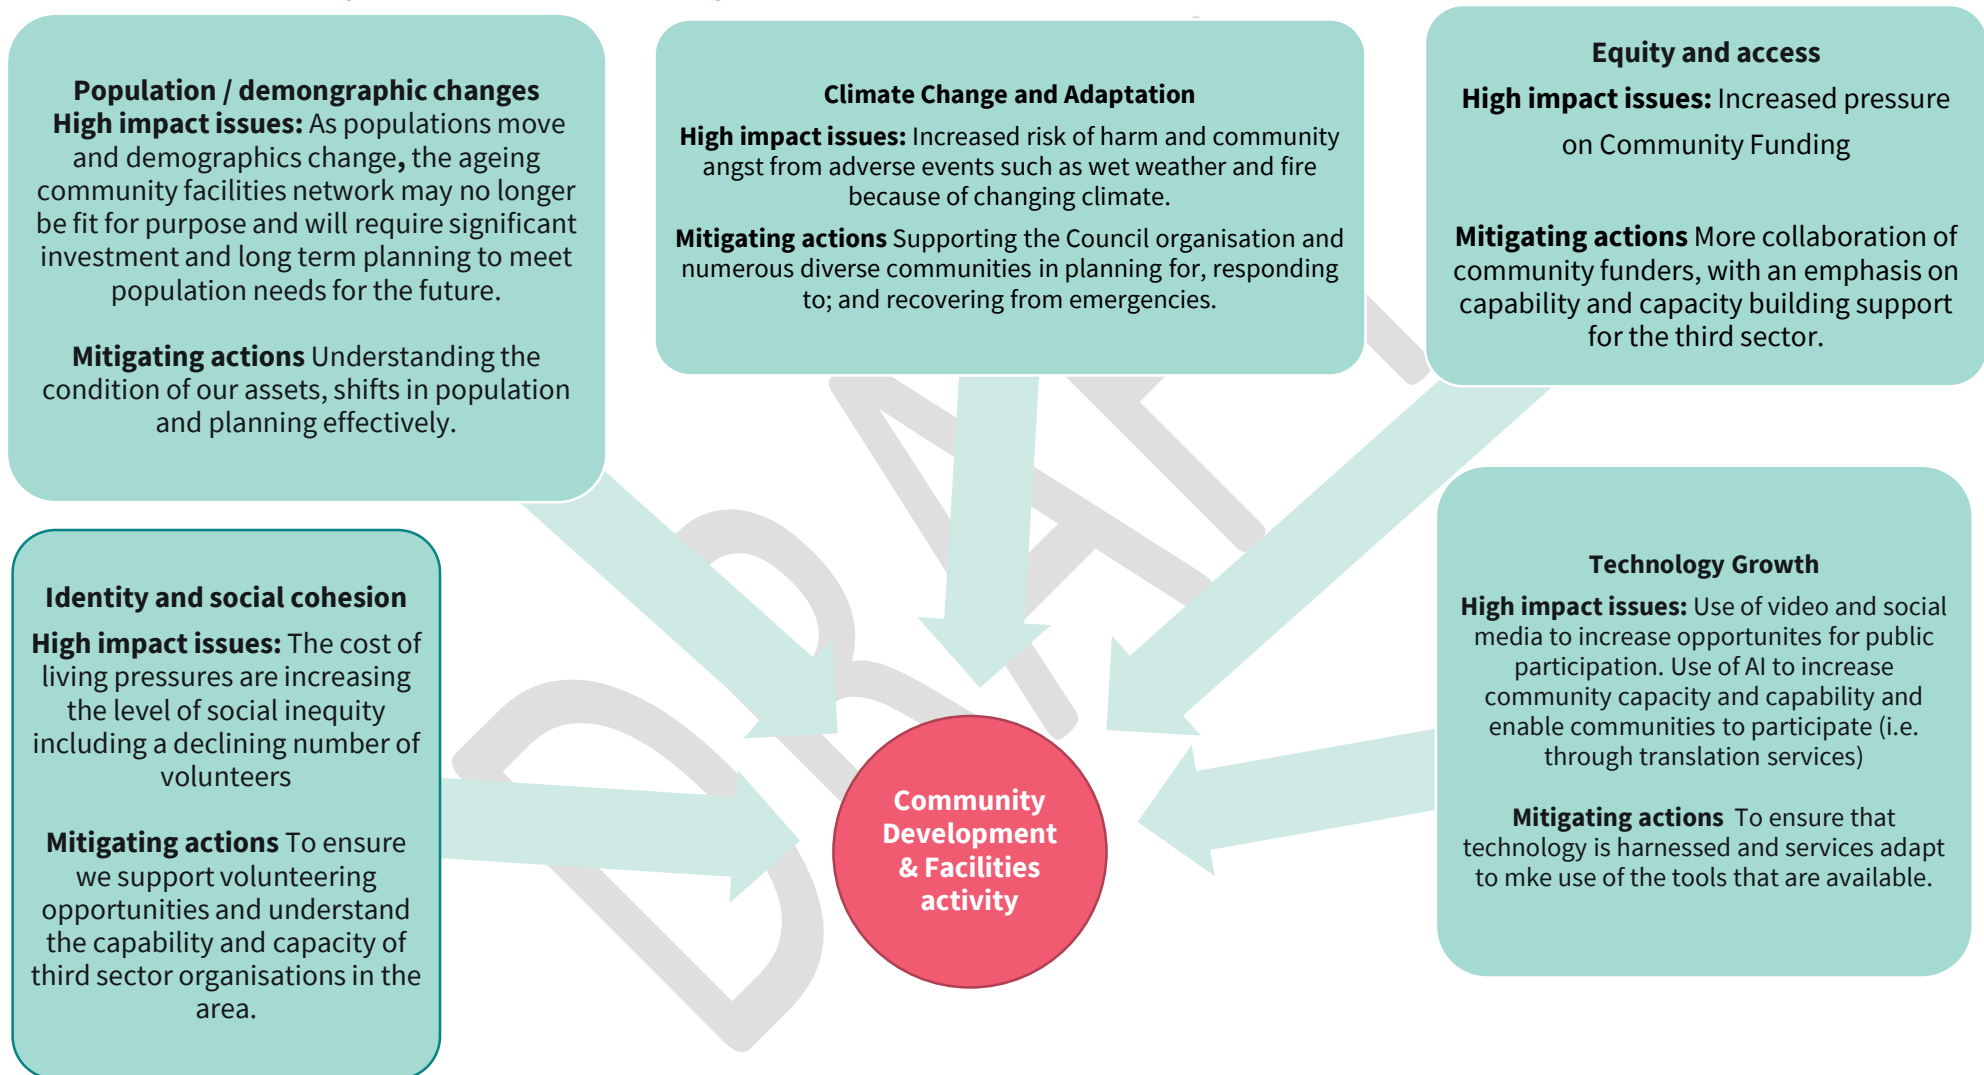 Population / demongraphic changes
High impact issues: As populations move
and demographics change, the ageing
community facilities network may no longer
be fit for purpose and will require significant
investment and long term planning to meet
population needs for the future.
Mitigating actions Understanding the
condition of our assets, shifts in population
and planning effectively.
Climate Change and Adaptation
High impact issues: Increased risk of harm and community
angst from adverse events such as wet weather and fire
because of changing climate.
Mitigating actions Supporting the Council organisation and
numerous diverse communities in planning for, responding
to; and recovering from emergencies.
Equity and access
High impact issues: Increased pressure
on Community Funding
Mitigating actions More collaboration of
community funders, with an emphasis on
capability and capacity building support
for the third sector.
Identity and social cohesion
High impact issues: The cost of
living pressures are increasing
the level of social inequity
including a declining number of
volunteers
Mitigating actions To ensure
we support volunteering
opportunities and understand
the capability and capacity of
third sector organisations in the
area.
Technology Growth
High impact issues: Use of video and social
media to increase opportunites for public
participation. Use of AI to increase
community capacity and capability and
enable communities to participate (i.e.
through translation services)
Mitigating actions To ensure that
technology is harnessed and services adapt
to mke use of the tools that are available.
Community
Development
& Facilities
activity
DRAFT